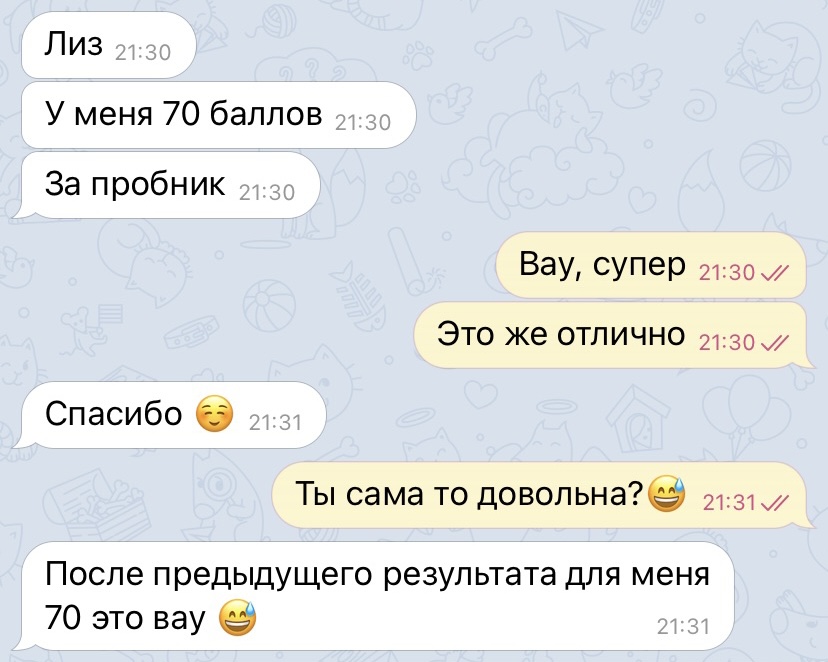 Лиз 21:30
У меня 70 баллов 21:30
За пробник 21:30
Вау, супер 21:30
Это же отлично 21:30
Спасибо ☺️ 21:31
Ты сама то довольна?😅 21:31
После предыдущего результата для меня
70 это вау 😅 21:31